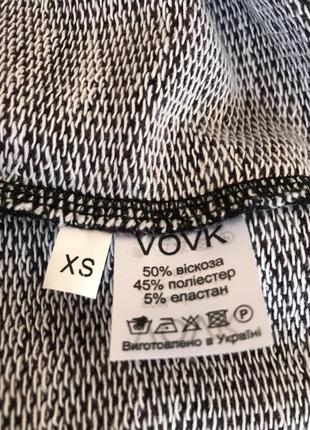 XS
VOVK
50% віскоза
45% поліестер
5% еластан
P
Виготовлено в Україні